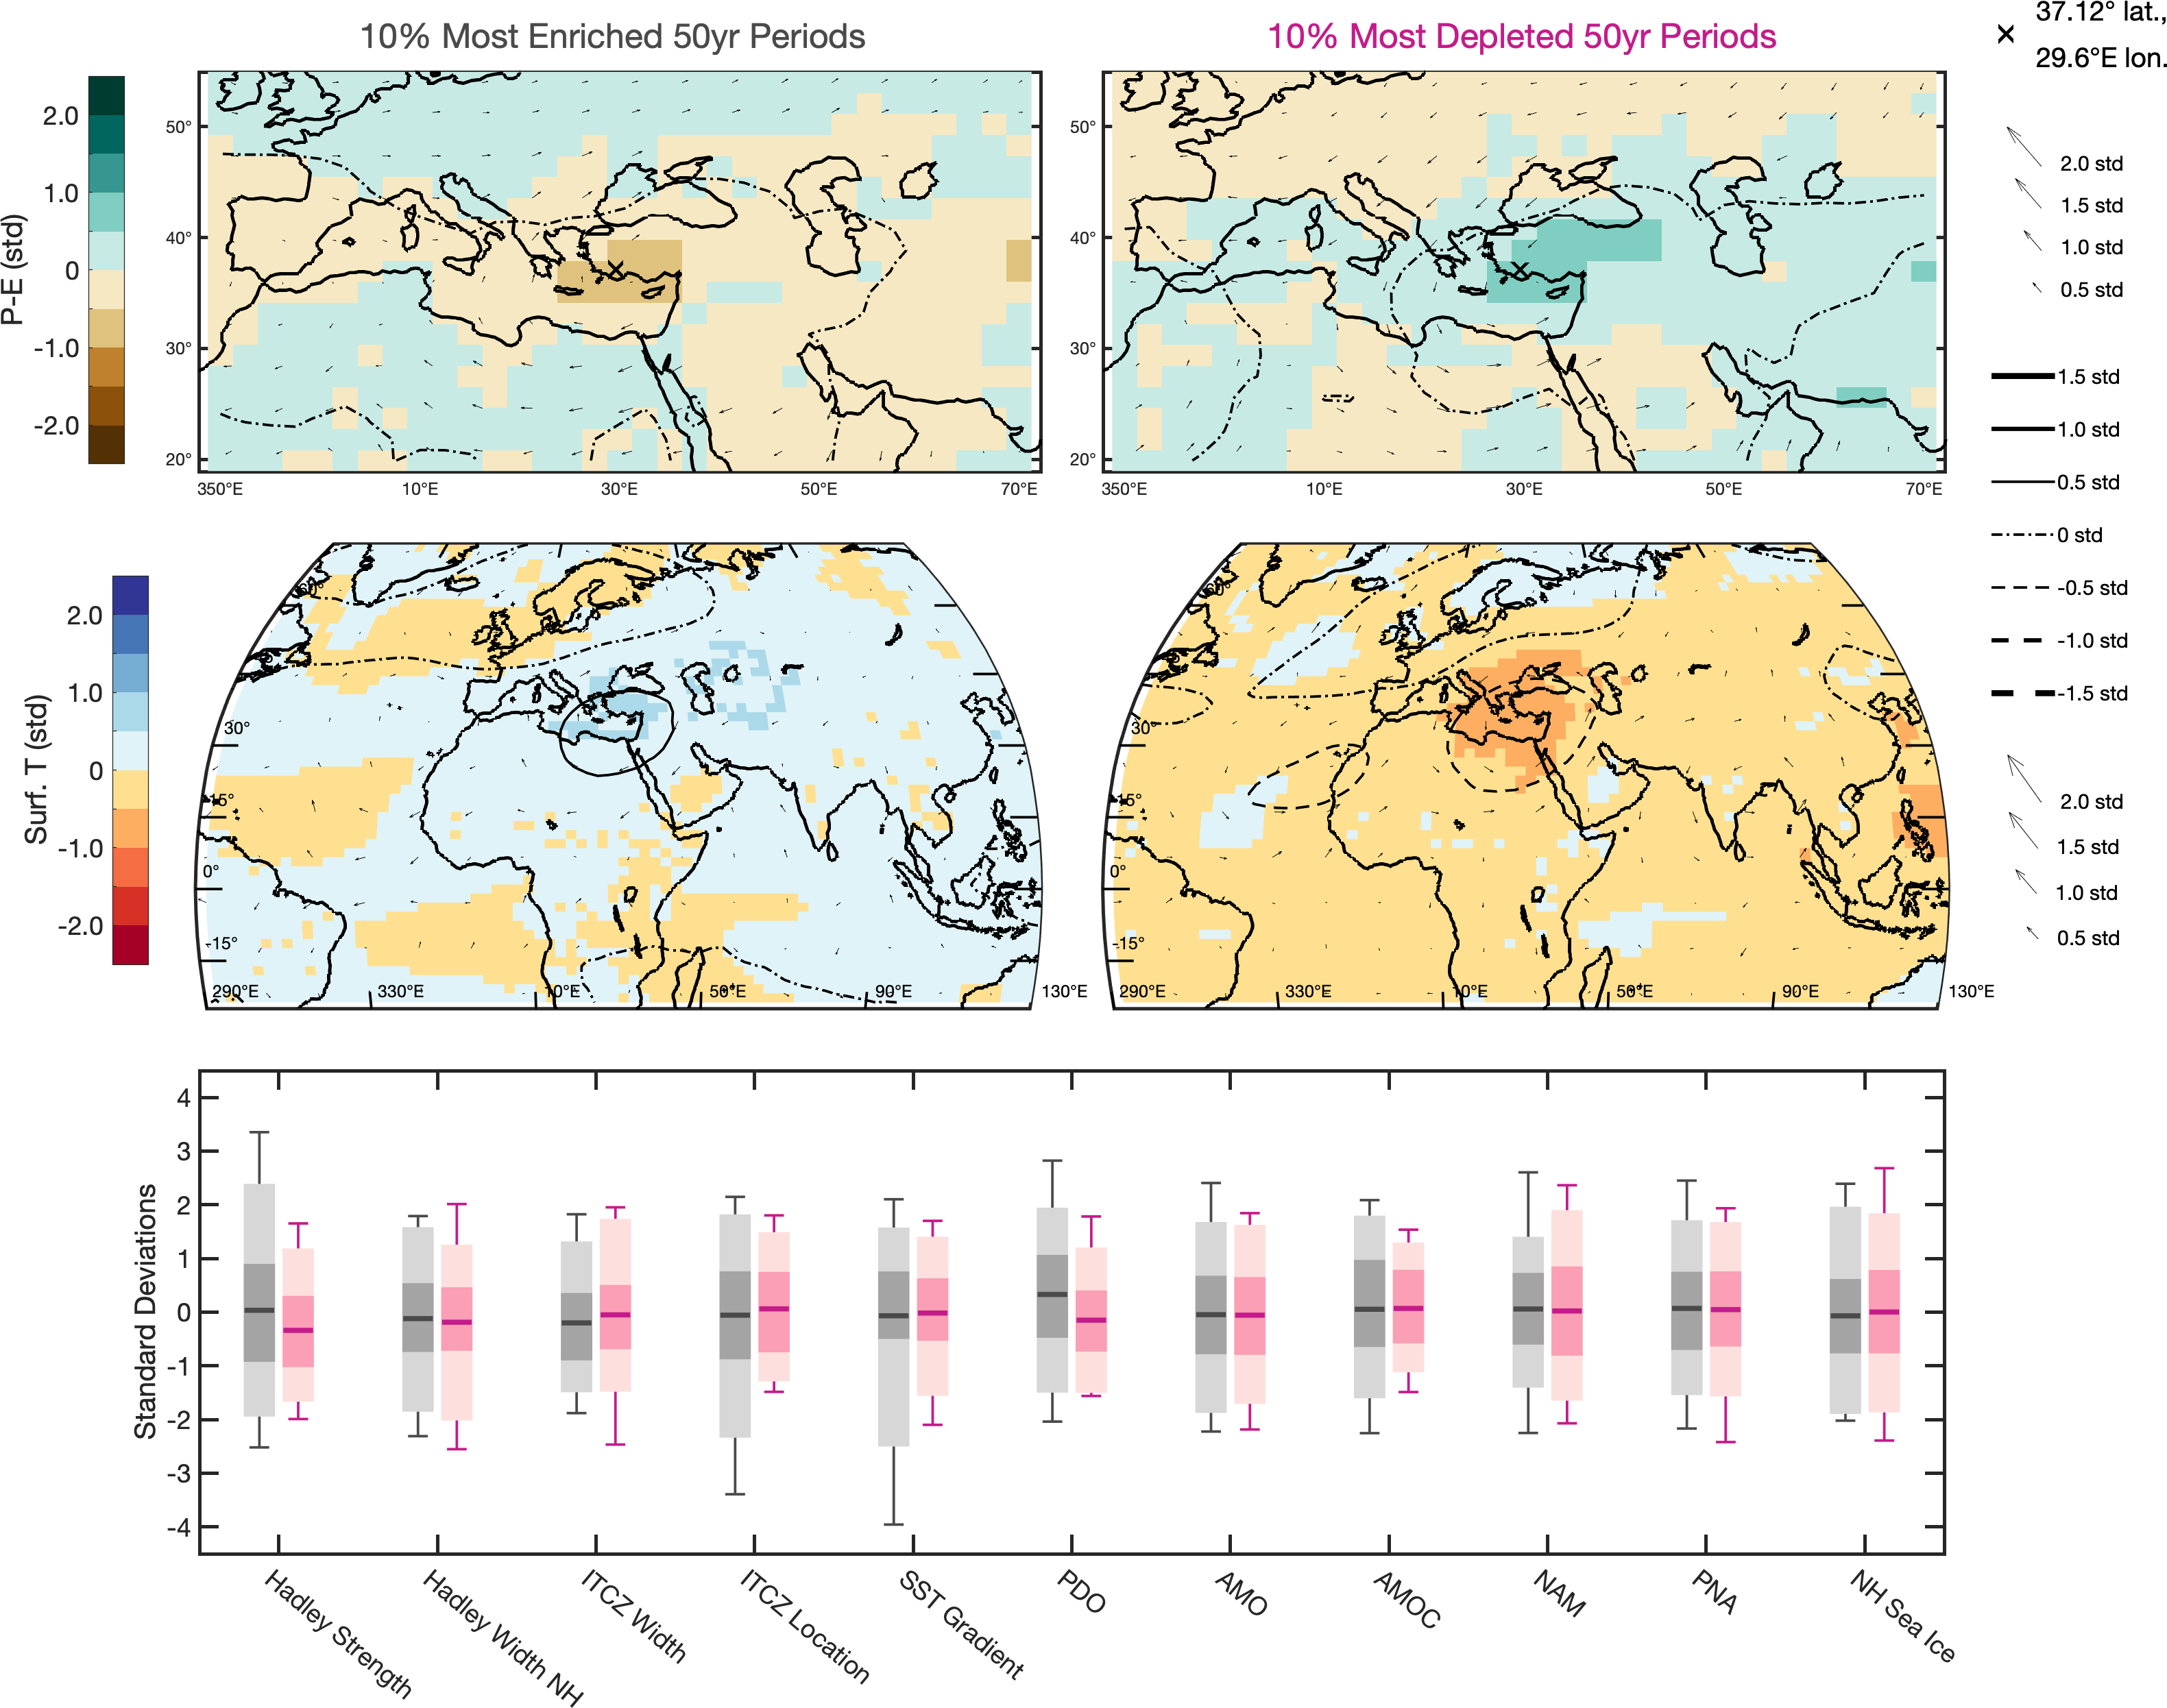 10% Most Enriched 50yr Periods
10% Most Depleted 50yr Periods
37.12° lat.,
29.6°E lon.
P-E (std)
2.0
1.0
0
-1.0
-2.0
50°
40°
30°
20°
350°E 10°E 30°E 50°E 70°E
50°
40°
30°
20°
350°E 10°E 30°E 50°E 70°E
2.0 std
1.5 std
1.0 std
0.5 std
1.5 std
1.0 std
0.5 std
0 std
-0.5 std
-1.0 std
-1.5 std
2.0 std
1.5 std
1.0 std
0.5 std
Surf. T (std)
2.0
1.0
0
-1.0
-2.0
60°
30°
15°
0°
-15°
290°E 330°E 10°E 50°E 90°E 130°E
60°
30°
15°
0°
-15°
290°E 330°E 10°E 50°E 90°E 130°E
Standard Deviations
4
3
2
1
0
-1
-2
-3
-4
Hadley Strength
Hadley Width NH
ITCZ Width
ITCZ Location
SST Gradient
PDO
AMO
AMOC
NAM
PNA
NH Sea Ice